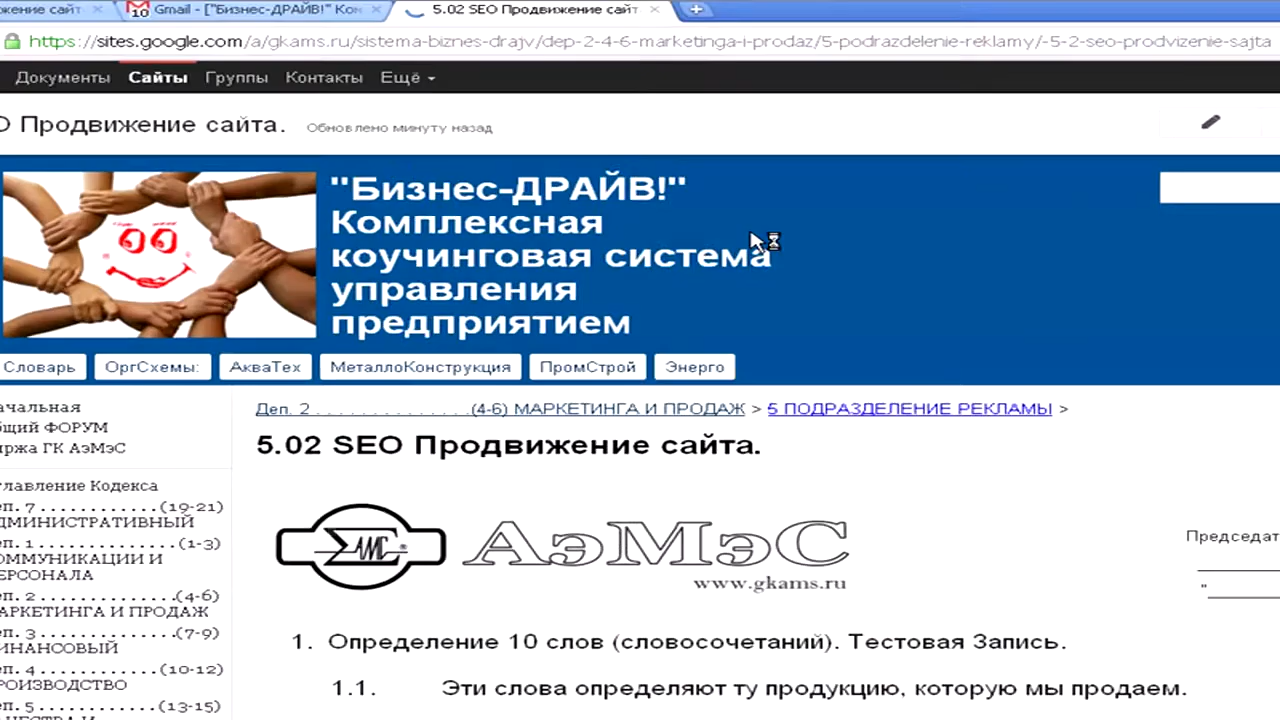 жение сайт
10 Gmail - ["Бизнес-ДРАЙВ!" Ком
5.02 SEO Продвижение сайт
https://sites.google.com/a/gkams.ru/sistema-biznes-drajv/dep-2-4-6-marketinga-i-prodaz/5-podrazdelenie-reklamy/-5-2-seo-prodvizenie-sajta
Документы Сайты Группы Контакты Ещё
O Продвижение сайта. Обновлено минуту назад
"Бизнес-ДРАЙВ!"
Комплексная
коучинговая система
управления
предприятием
Словарь ОргСхемы: АкваТех МеталлоКонструкция ПромСтрой Энерго
ачальная
бщий ФОРУМ
ржа ГК АэМэС
главление Кодекса
еп. 7 . . . . . . . . . . . . (19-21)
ДМИНИСТРАТИВНЫЙ
еп. 1 . . . . . . . . . . . . . . (1-3)
ОММУНИКАЦИИ И
ЕРСОНАЛА
еп. 2 . . . . . . . . . . . . . . (4-6)
АРКЕТИНГА И ПРОДАЖ
еп. 3 . . . . . . . . . . . . . . (7-9)
ИНАНСОВЫЙ
еп. 4 . . . . . . . . . . . . (10-12)
РОИЗВОДСТВО
еп. 5 . . . . . . . . . . . . (13-15)
Деп. 2 . . . . . . . . . . . . . . (4-6) МАРКЕТИНГА И ПРОДАЖ > 5 ПОДРАЗДЕЛЕНИЕ РЕКЛАМЫ >
5.02 SEO Продвижение сайта.
АМС ®
АэМэС
www.gkams.ru
Председат
"
1. Определение 10 слов (словосочетаний). Тестовая Запись.
1.1. Эти слова определяют ту продукцию, которую мы продаем.